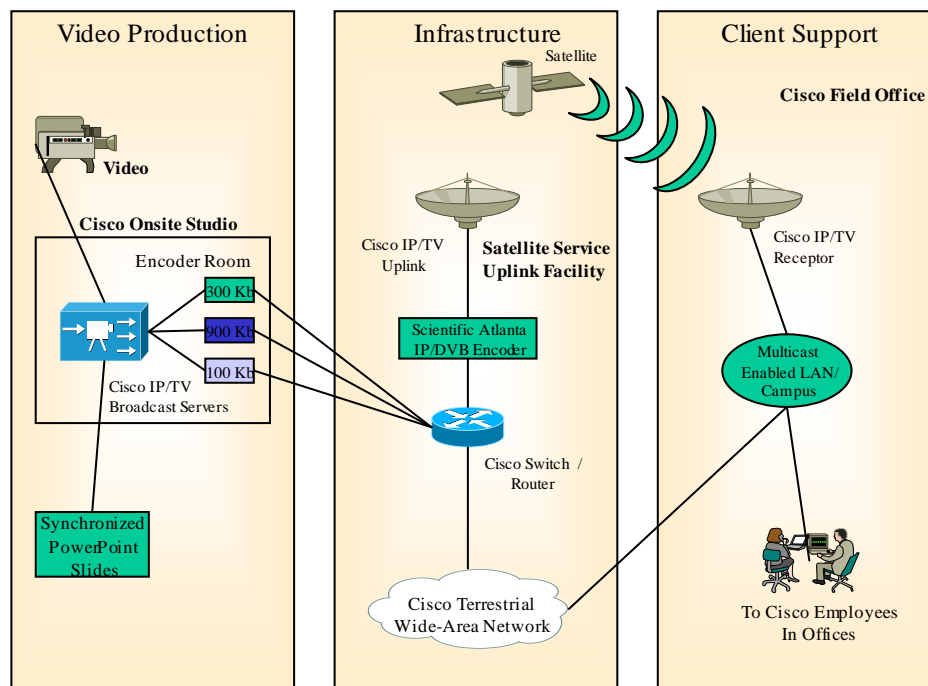 Video Production
Video
Cisco Onsite Studio
Encoder Room
300 Kb
900 Kb
100 Kb
Cisco IP/TV
Broadcast Servers
Synchronized
PowerPoint
Slides
Infrastructure
Satellite
Cisco IP/TV
Uplink
Satellite Service
Uplink Facility
Scientific Atlanta
IP/DVB Encoder
Cisco Switch /
Router
Cisco Terrestrial
Wide-Area Network
Client Support
Cisco Field Office
Cisco IP/TV
Receptor
Multicast
Enabled LAN/
Campus
To Cisco Employees
In Offices